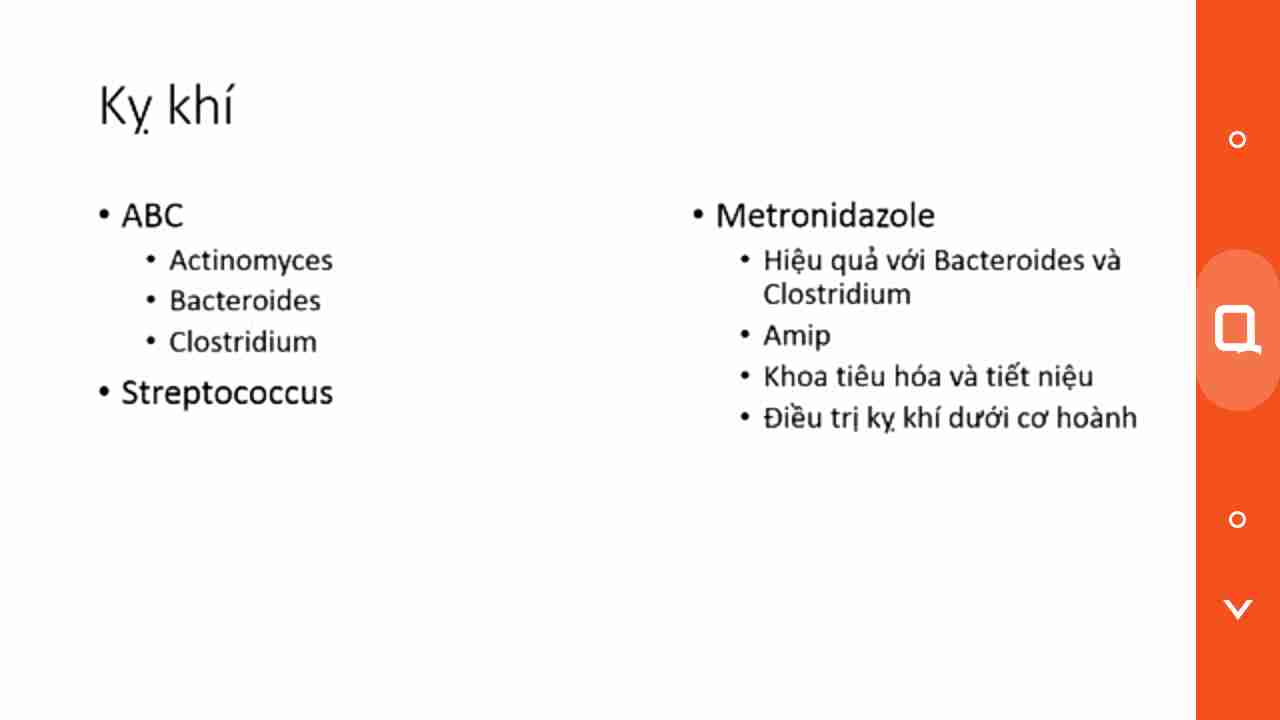 Kỵ khí
• ABC
• Actinomyces
• Bacteroides
• Clostridium
• Streptococcus
• Metronidazole
• Hiệu quả với Bacteroides và
Clostridium
• Amip
• Khoa tiêu hóa và tiết niệu
• Điều trị kỵ khí dưới cơ hoành